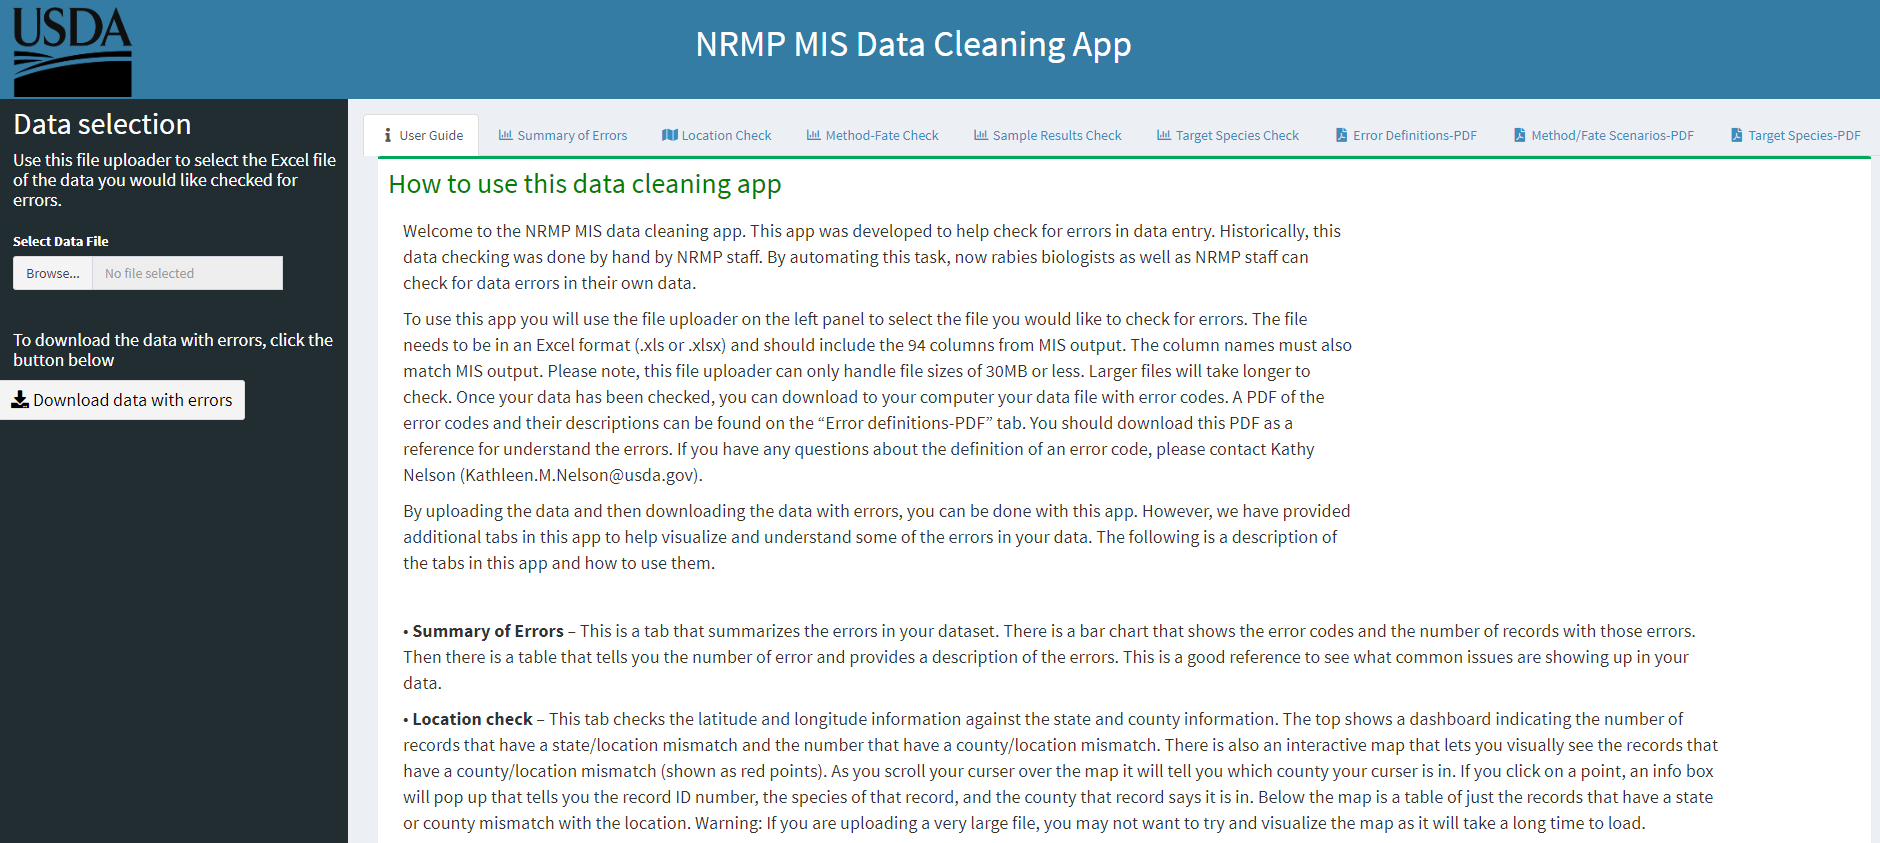 USDA
NRMP MIS Data Cleaning App
Data selection
Use this file uploader to select the Excel file
of the data you would like checked for
errors.
Select Data File
Browse... No file selected
To download the data with errors, click the
button below
Download data with errors
User Guide Summary of Errors Location Check Method-Fate Check Sample Results Check Target Species Check Error Definitions-PDF Method/Fate Scenarios-PDF Target Species-PDF
How to use this data cleaning app
Welcome to the NRMP MIS data cleaning app. This app was developed to help check for errors in data entry. Historically, this
data checking was done by hand by NRMP staff. By automating this task, now rabies biologists as well as NRMP staff can
check for data errors in their own data.
To use this app you will use the file uploader on the left panel to select the file you would like to check for errors. The file
needs to be in an Excel format (.xls or .xlsx) and should include the 94 columns from MIS output. The column names must also
match MIS output. Please note, this file uploader can only handle file sizes of 30MB or less. Larger files will take longer to
check. Once your data has been checked, you can download to your computer your data file with error codes. A PDF of the
error codes and their descriptions can be found on the “Error definitions-PDF” tab. You should download this PDF as a
reference for understand the errors. If you have any questions about the definition of an error code, please contact Kathy
Nelson (Kathleen.M.Nelson@usda.gov).
By uploading the data and then downloading the data with errors, you can be done with this app. However, we have provided
additional tabs in this app to help visualize and understand some of the errors in your data. The following is a description of
the tabs in this app and how to use them.
• Summary of Errors – This is a tab that summarizes the errors in your dataset. There is a bar chart that shows the error codes and the number of records with those errors.
Then there is a table that tells you the number of error and provides a description of the errors. This is a good reference to see what common issues are showing up in your
data.
• Location check – This tab checks the latitude and longitude information against the state and county information. The top shows a dashboard indicating the number of
records that have a state/location mismatch and the number that have a county/location mismatch. There is also an interactive map that lets you visually see the records that
have a county/location mismatch (shown as red points). As you scroll your curser over the map it will tell you which county your curser is in. If you click on a point, an info box
will pop up that tells you the record ID number, the species of that record, and the county that record says it is in. Below the map is a table of just the records that have a state
or county mismatch with the location. Warning: If you are uploading a very large file, you may not want to try and visualize the map as it will take a long time to load.